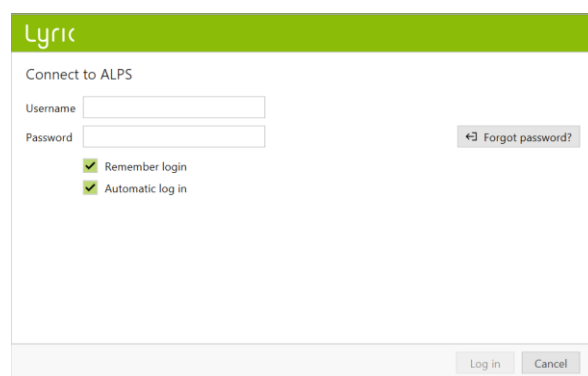 Lyric
Connect to ALPS
Username
Password
Forgot password?
Remember login
Automatic log in
Log in
Cancel